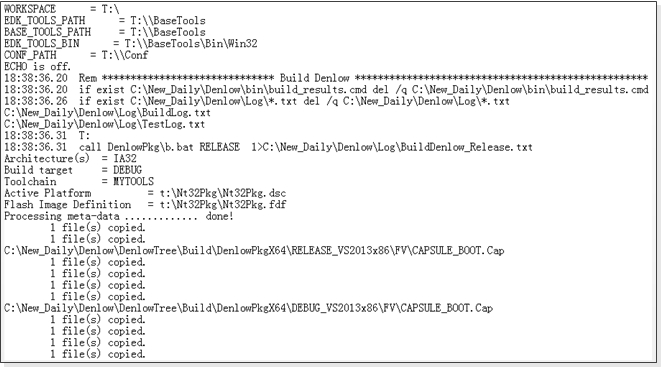 WORKSPACE      = T:\
EDK_TOOLS_PATH      = T:\\BaseTools
BASE_TOOLS_PATH     = T:\\BaseTools
EDK_TOOLS_BIN      = T:\\BaseTools\Bin\Win32
CONF_PATH      = T:\\Conf
ECHO is off.
18:38:36.20  Rem ****************************** Build Denlow ***************************************************
18:38:36.20  if exist C:\New_Daily\Denlow\bin\build_results.cmd del /q C:\New_Daily\Denlow\bin\build_results.cmd
18:38:36.26  if exist C:\New_Daily\Denlow\Log\*.txt del /q C:\New_Daily\Denlow\Log\*.txt
C:\New_Daily\Denlow\Log\BuildLog.txt
C:\New_Daily\Denlow\Log\TestLog.txt
18:38:36.31  T:
18:38:36.31  call DenlowPkg\b.bat RELEASE  1>C:\New_Daily\Denlow\Log\BuildDenlow_Release.txt
Architecture(s)  = IA32
Build target     = DEBUG
Toolchain        = MYTOOLS
Active Platform          = t:\Nt32Pkg\Nt32Pkg.dsc
Flash Image Definition   = t:\Nt32Pkg\Nt32Pkg.fdf
Processing meta-data ............. done!
        1 file(s) copied.
        1 file(s) copied.
C:\New_Daily\Denlow\DenlowTree\Build\DenlowPkgX64\RELEASE_VS2013x86\FV\CAPSULE_BOOT.Cap
        1 file(s) copied.
        1 file(s) copied.
        1 file(s) copied.
        1 file(s) copied.
C:\New_Daily\Denlow\DenlowTree\Build\DenlowPkgX64\DEBUG_VS2013x86\FV\CAPSULE_BOOT.Cap
        1 file(s) copied.
        1 file(s) copied.
        1 file(s) copied.
        1 file(s) copied.